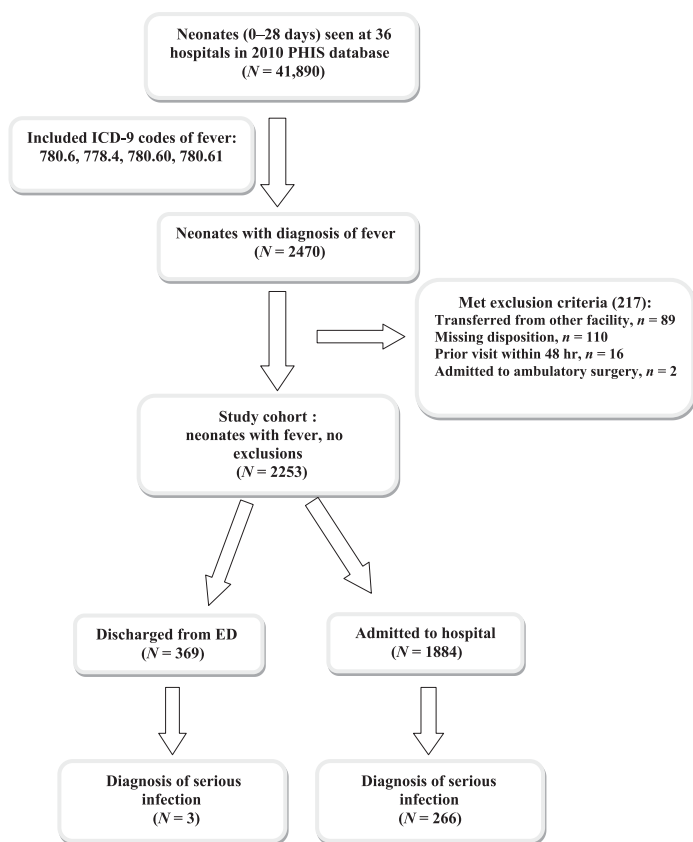 Neonates (0–28 days) seen at 36
hospitals in 2010 PHIS database
(N = 41,890)
Included ICD-9 codes of fever:
780.6, 778.4, 780.60, 780.61
Neonates with diagnosis of fever
(N = 2470)
Met exclusion criteria (217):
Transferred from other facility, n = 89
Missing disposition, n = 110
Prior visit within 48 hr, n = 16
Admitted to ambulatory surgery, n = 2
Study cohort :
neonates with fever, no
exclusions
(N = 2253)
Discharged from ED
(N = 369)
Admitted to hospital
(N = 1884)
Diagnosis of serious
infection
(N = 3)
Diagnosis of serious
infection
(N = 266)